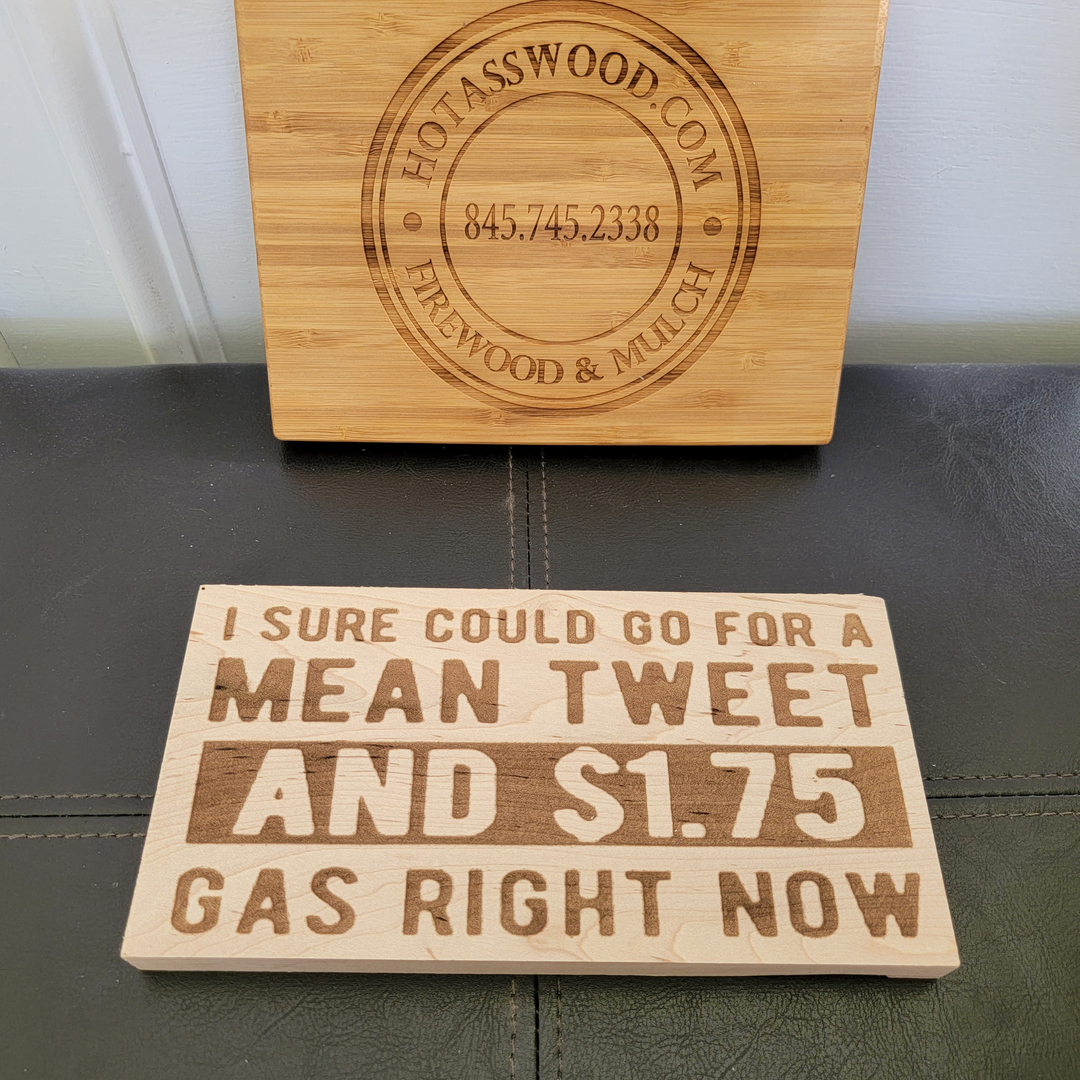 HOTASSWOOD.COM
845.745.2338
FIREWOOD & MULCH
I SURE COULD GO FOR A
MEAN TWEET
AND $1.75
GAS RIGHT NOW